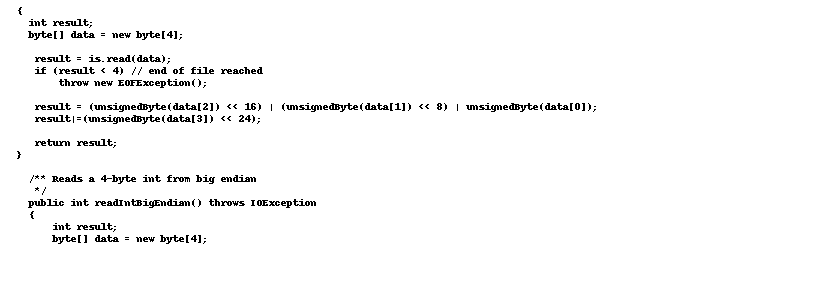 {
int result;
byte[] data = new byte[4];
result = is.read(data);
if (result < 4) // end of file reached
throw new EOFException();
result = (unsignedByte(data[2]) << 16) | (unsignedByte(data[1]) << 8) | unsignedByte(data[0]);
result|=(unsignedByte(data[3]) << 24);
return result;
}
/** Reads a 4-byte int from big endian
*/
public int readIntBigEndian() throws IOException
{
int result;
byte[] data = new byte[4];